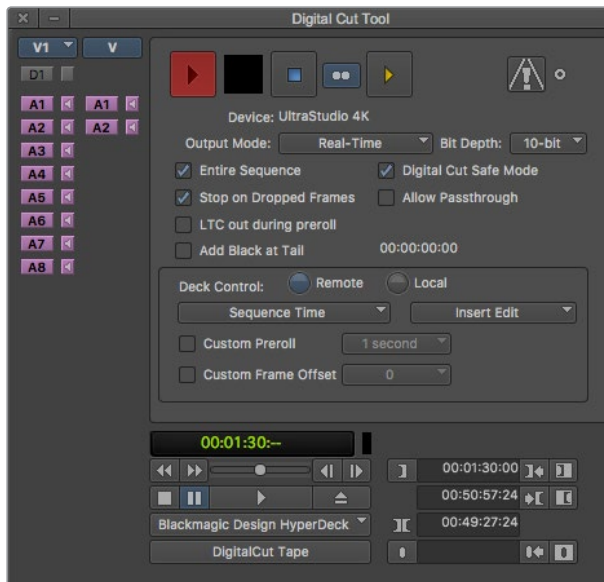 Digital Cut Tool
V1 V
D1
A1 A1
A2 A2
A3
A4
A5
A6
A7
A8
Device: UltraStudio 4K
Output Mode: Real-Time Bit Depth: 10-bit
Entire Sequence Digital Cut Safe Mode
Stop on Dropped Frames Allow Passthrough
LTC out during preroll
Add Black at Tail 00:00:00:00
Deck Control: Remote Local
Sequence Time Insert Edit
Custom Preroll 1 second
Custom Frame Offset 0
00:01:30:--
00:01:30:00
00:50:57:24
Blackmagic Design HyperDeck 00:49:27:24
DigitalCut Tape